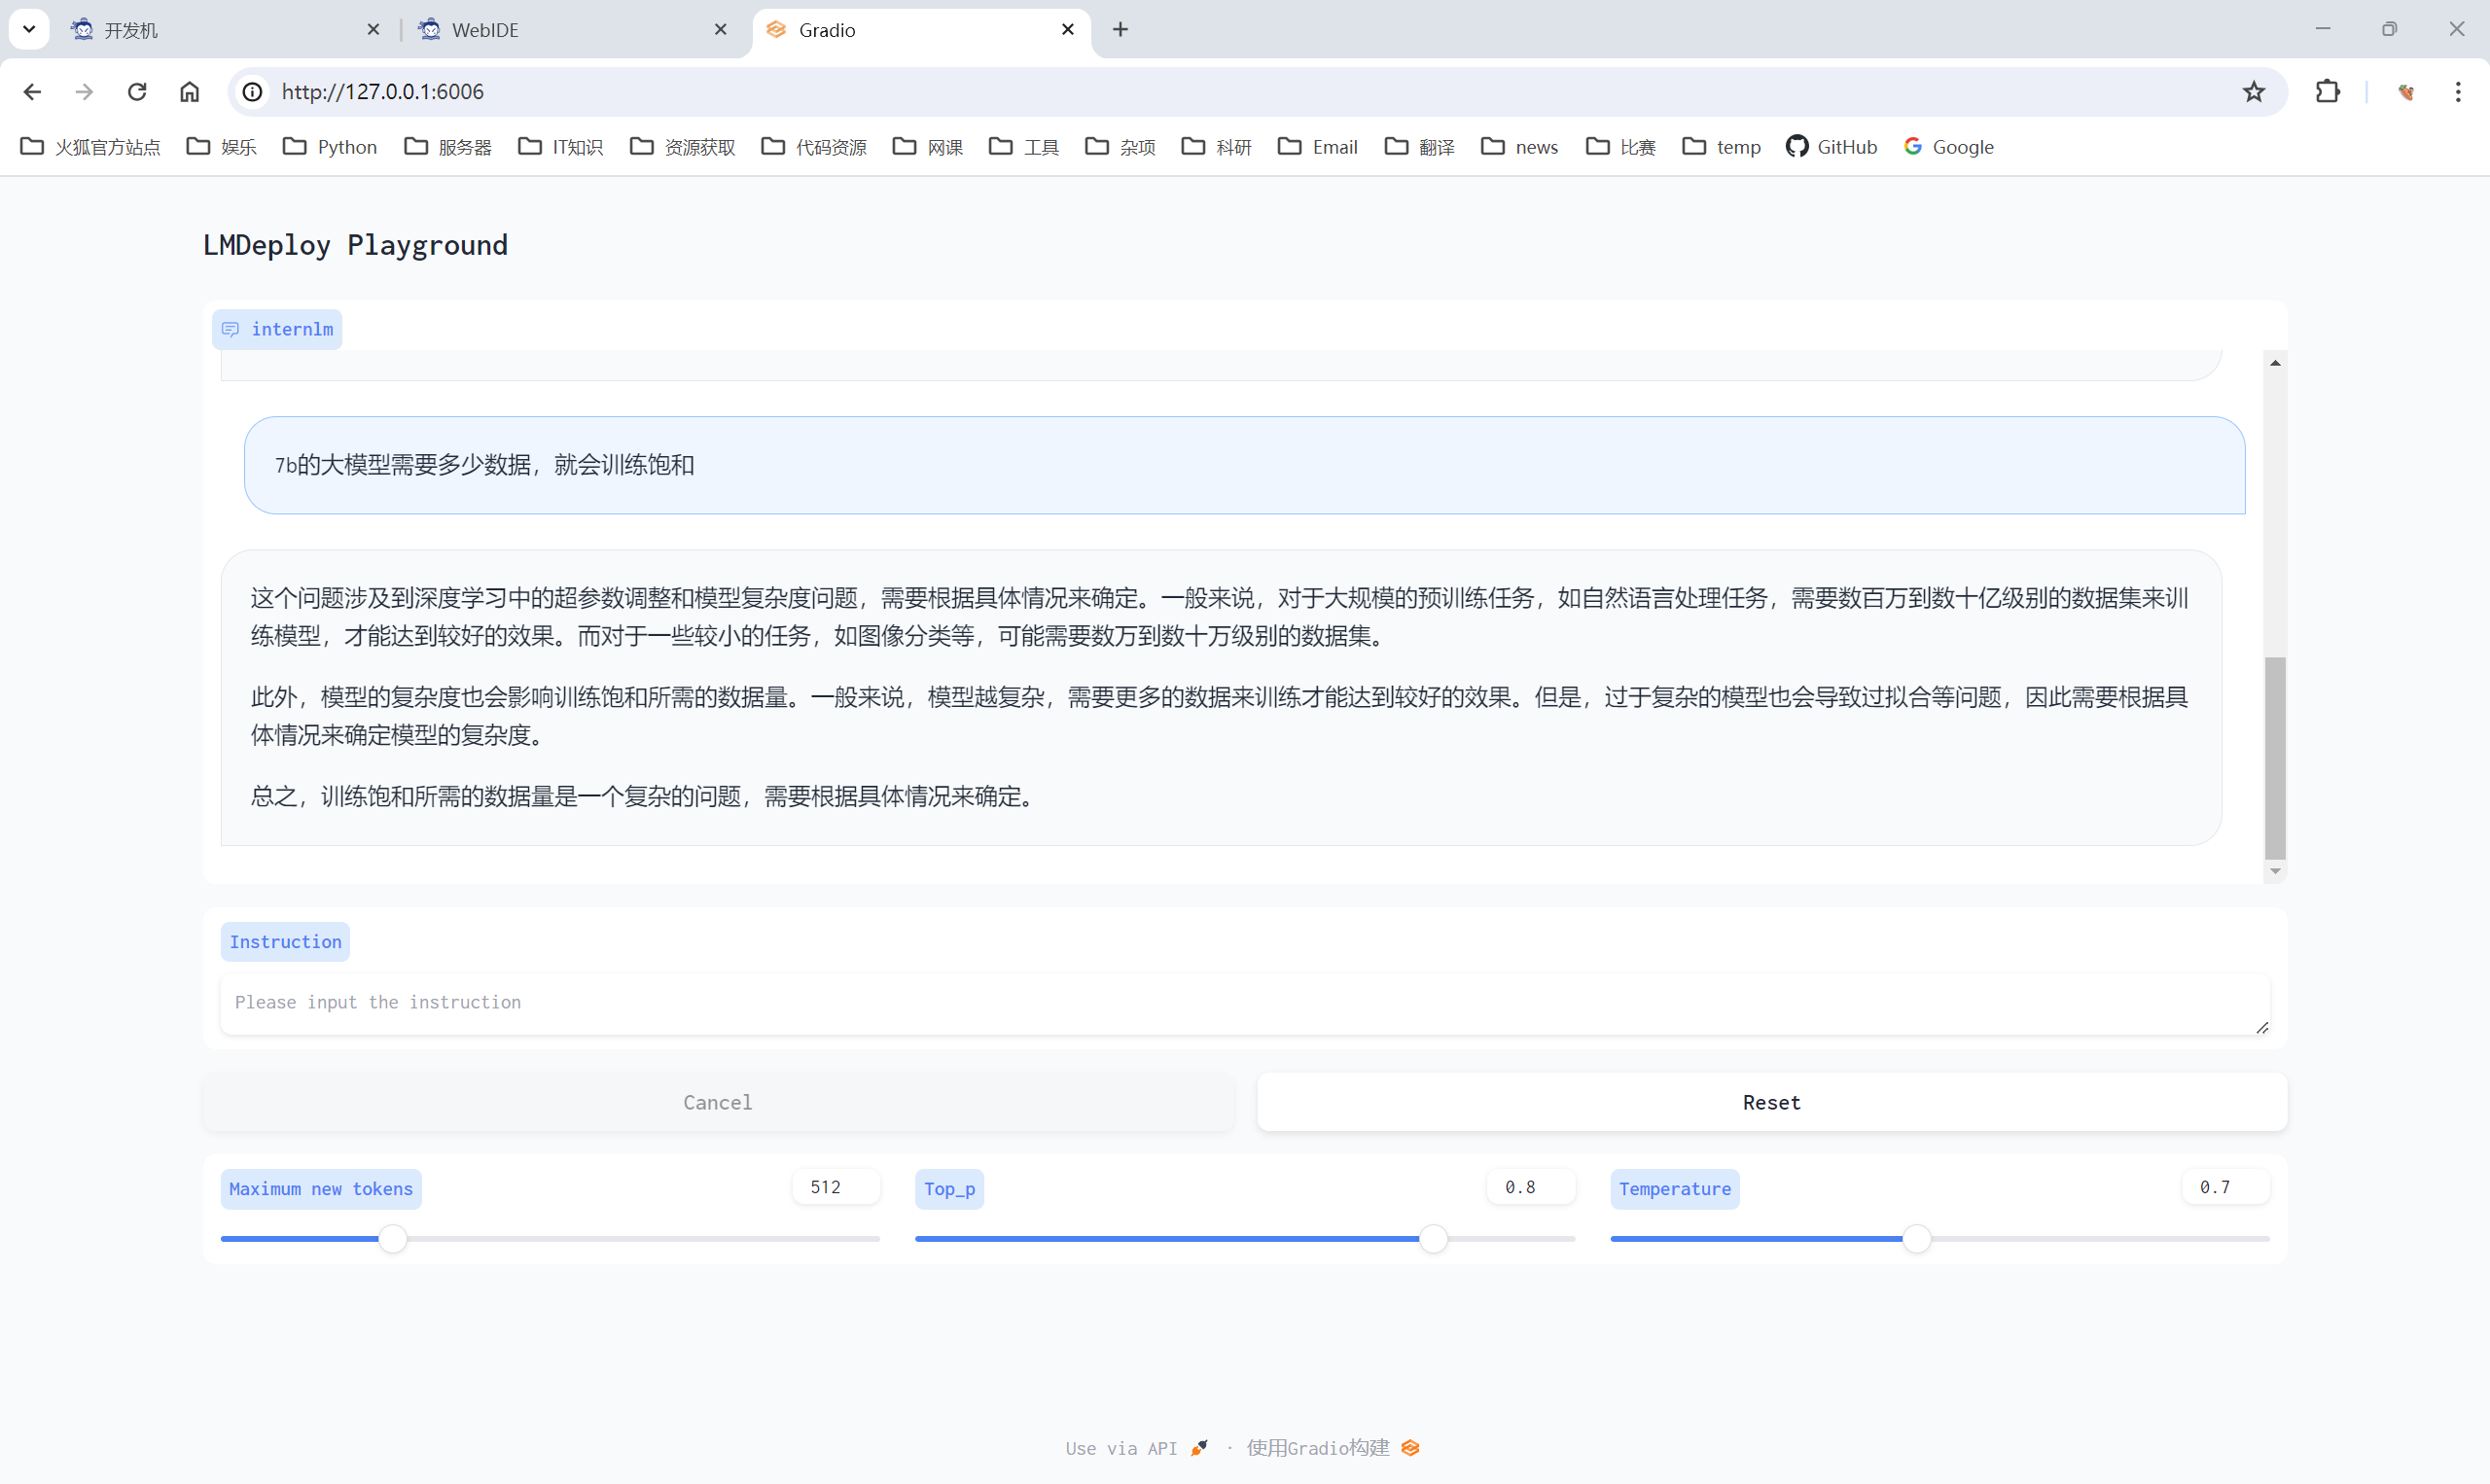 开发机
WebIDE
Gradio
http://127.0.0.1:6006
火狐官方站点 娱乐 Python 服务器 IT知识 资源获取 代码资源 网课 工具 杂项 科研 Email 翻译 news 比赛 temp GitHub Google
LMDeploy Playground
internlm
7b的大模型需要多少数据，就会训练饱和
这个问题涉及到深度学习中的超参数调整和模型复杂度问题，需要根据具体情况来确定。一般来说，对于大规模的预训练任务，如自然语言处理任务，需要数百万到数十亿级别的数据集来训
练模型，才能达到较好的效果。而对于一些较小的任务，如图像分类等，可能需要数万到数十万级别的数据集。
此外，模型的复杂度也会影响训练饱和所需的数据量。一般来说，模型越复杂，需要更多的数据来训练才能达到较好的效果。但是，过于复杂的模型也会导致过拟合等问题，因此需要根据具
体情况来确定模型的复杂度。
总之，训练饱和所需的数据量是一个复杂的问题，需要根据具体情况来确定。
Instruction
Please input the instruction
Cancel
Reset
Maximum new tokens 512
Top_p 0.8
Temperature 0.7
Use via API · 使用Gradio构建